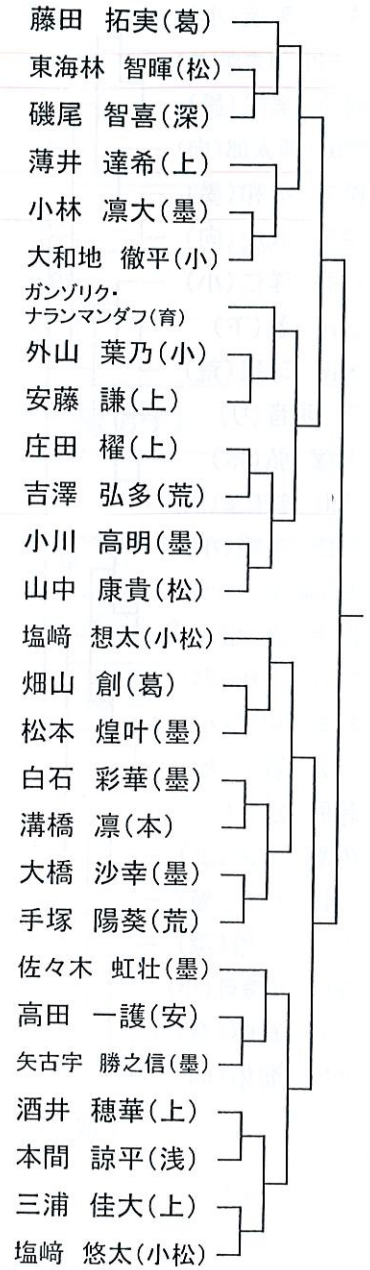 藤田 拓実(葛)
東海林 智暉(松)
磯尾 智喜(深)
薄井 達希(上)
小林 凛大(墨)
大和地 徹平(小)
ガンゾリク・
ナランマンダフ(育)
外山 葉乃(小)
安藤 謙(上)
庄田 櫂(上)
吉澤 弘多(荒)
小川 高明(墨)
山中 康貴(松)
塩﨑 想太(小松)
畑山 創(葛)
松本 煌叶(墨)
白石 彩華(墨)
溝橋 凛(本)
大橋 沙幸(墨)
手塚 陽葵(荒)
佐々木 虹壮(墨)
高田 一護(安)
矢古宇 勝之信(墨)
酒井 穂華(上)
本間 諒平(浅)
三浦 佳大(上)
塩﨑 悠太(小松)